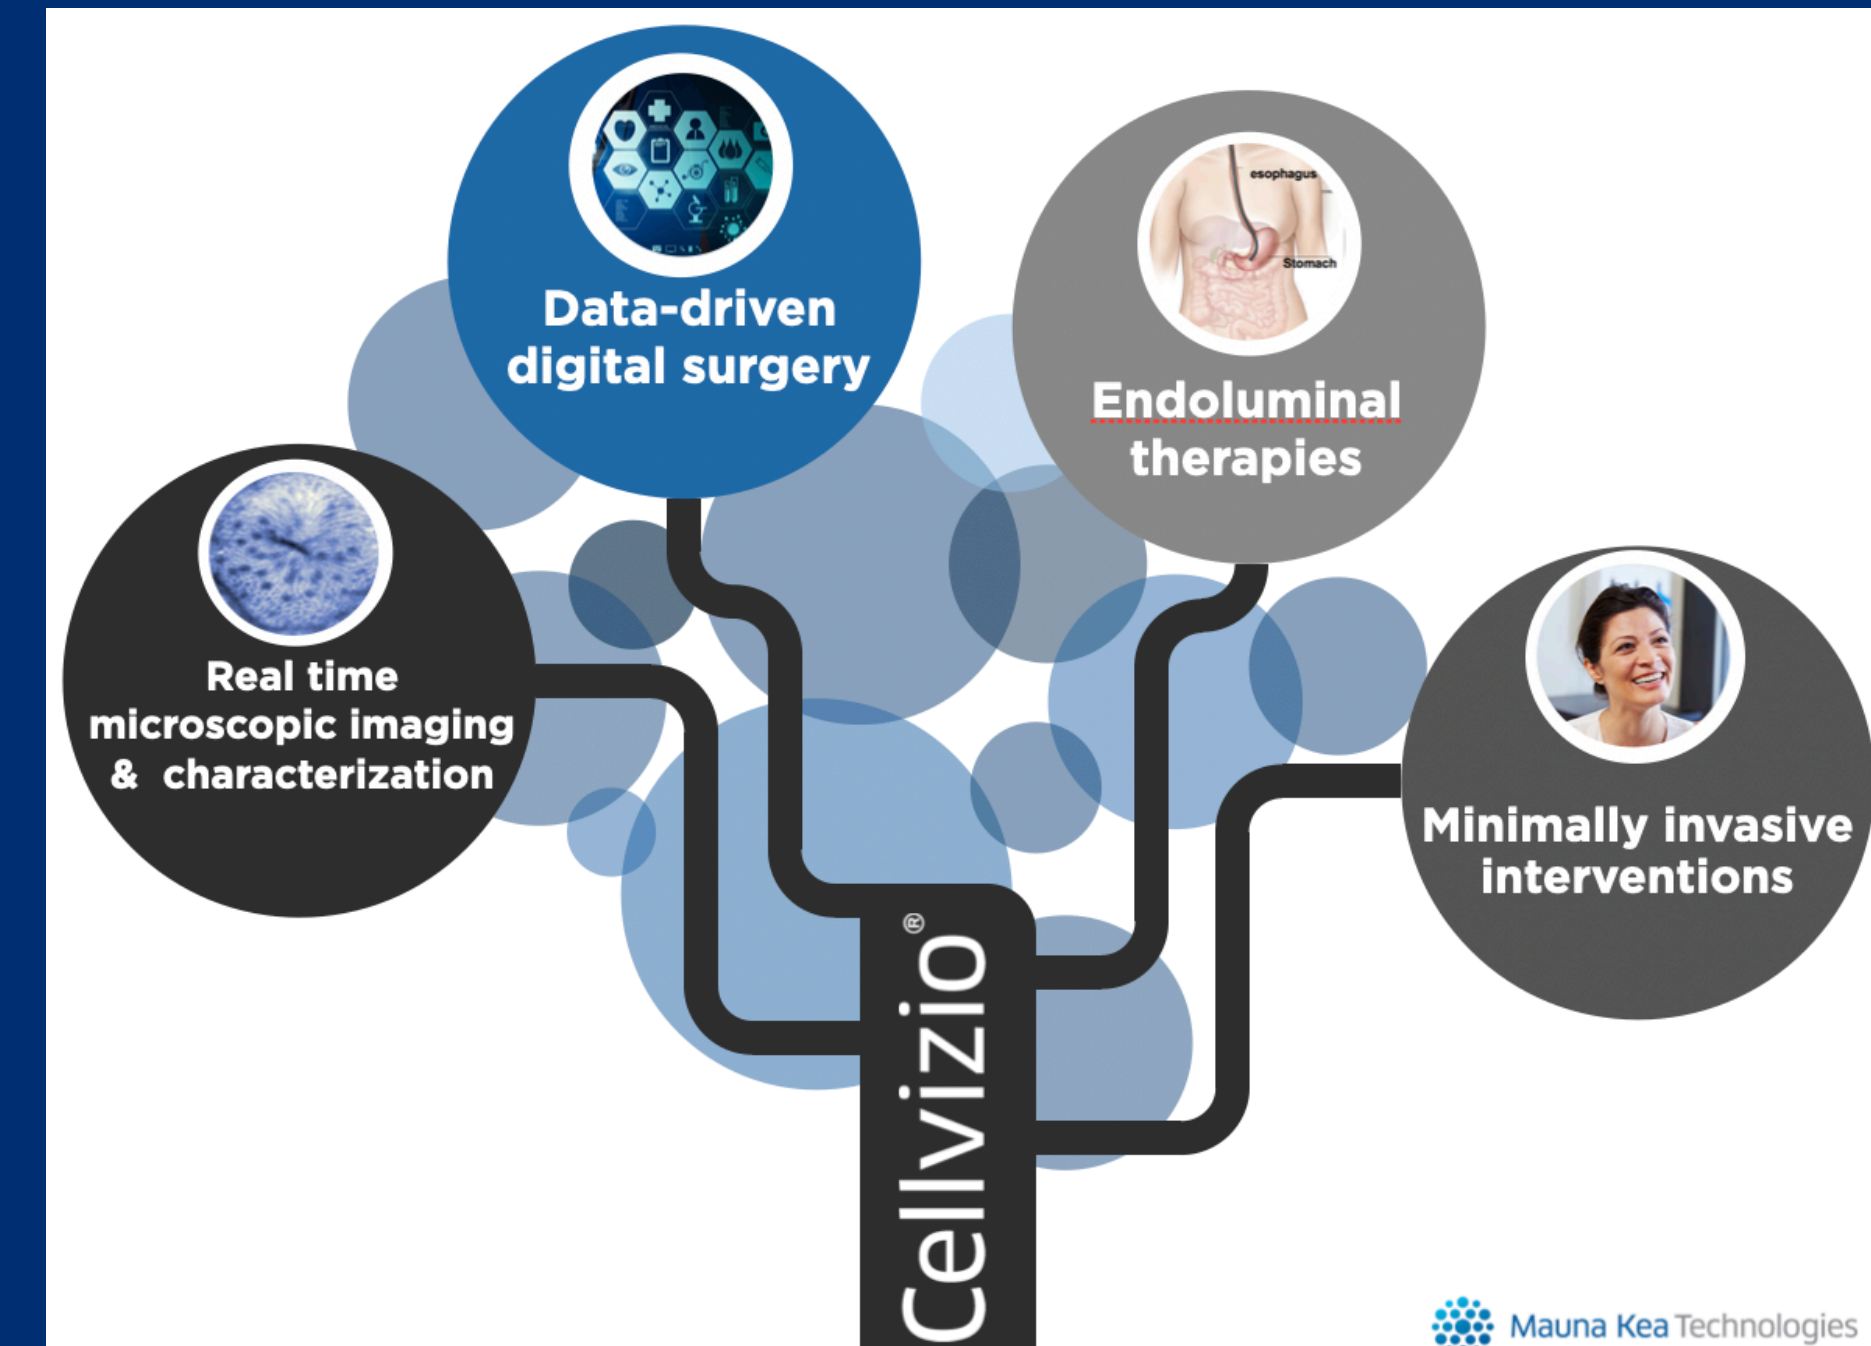 Data-driven
digital surgery
esophagus
Stomach
Endoluminal
therapies
Real time
microscopic imaging
& characterization
Minimally invasive
interventions
Cellvizio®
Mauna Kea Technologies